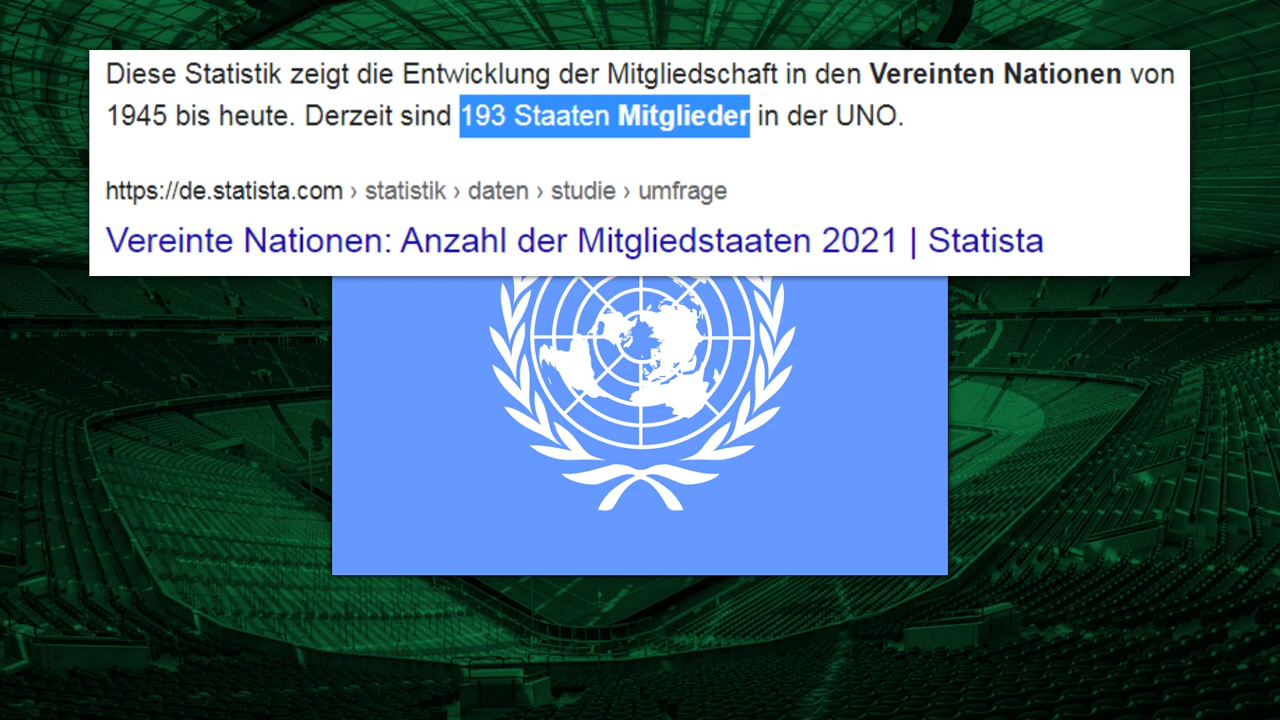 Diese Statistik zeigt die Entwicklung der Mitgliedschaft in den Vereinten Nationen von
1945 bis heute. Derzeit sind 193 Staaten Mitglieder in der UNO.
https://de.statista.com › statistik › daten › studie › umfrage
Vereinte Nationen: Anzahl der Mitgliedstaaten 2021 | Statista